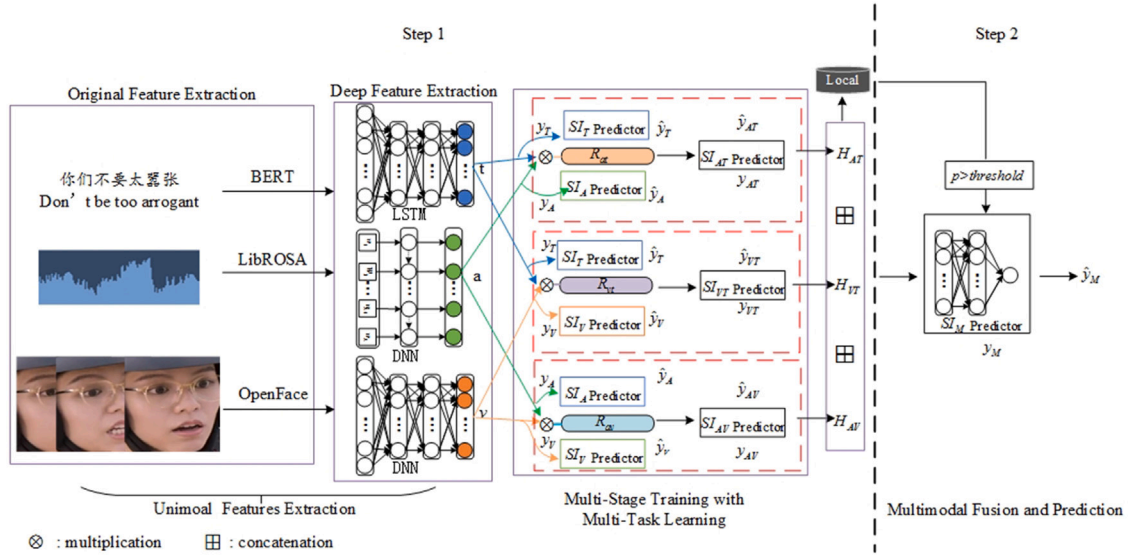 Step 1
Step 2
Original Feature Extraction
Deep Feature Extraction
Local
你们不要太嚣张
Don't be too arrogant
BERT
LibROSA
OpenFace
LSTM
DNN
DNN
t
a
v
y_T
SI_T Predictor
ŷ_T
R_at
SI_A Predictor
y_A
ŷ_A
ŷ_AT
SI_AT Predictor
y_AT
H_AT
y_T
SI_T Predictor
ŷ_T
R_vt
y_V
SI_V Predictor
ŷ_V
ŷ_VT
SI_VT Predictor
y_VT
H_VT
y_A
SI_A Predictor
ŷ_A
R_av
y_V
SI_V Predictor
ŷ_V
ŷ_AV
SI_AV Predictor
y_AV
H_AV
p>threshold
SI_M Predictor
y_M
ŷ_M
Unimoal Features Extraction
Multi-Stage Training with
Multi-Task Learning
Multimodal Fusion and Prediction
⊗ : multiplication
⊞ : concatenation